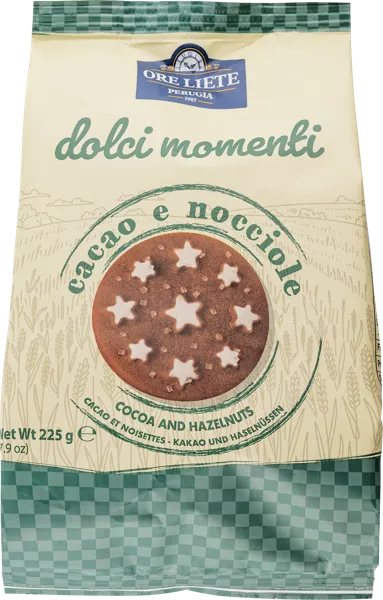 ORE LIETE
PERUGIA
1907
dolci momenti
cacao e nocciole
COCOA AND HAZELNUTS
CACAO ET NOISETTES - KAKAO UND HASELNÜSSEN
Net Wt 225 g ℮
7.9 oz)